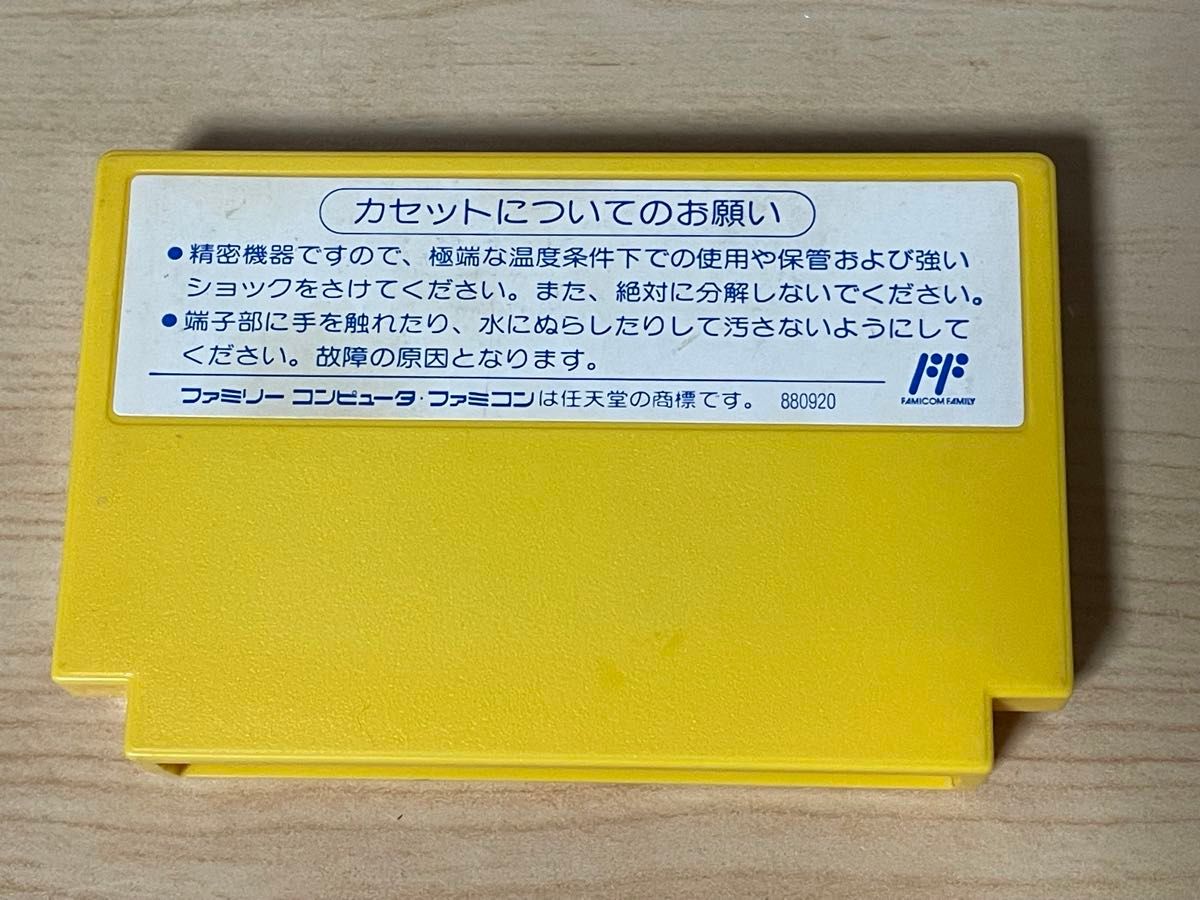 カセットについてのお願い
●精密機器ですので、極端な温度条件下での使用や保管および強い
ショックをさけてください。また、絶対に分解しないでください。
●端子部に手を触れたり、水にぬらしたりして汚さないようにして
ください。故障の原因となります。
FF
FAMICOM FAMILY
ファミリー コンピュータ・ファミコンは任天堂の商標です。 880920